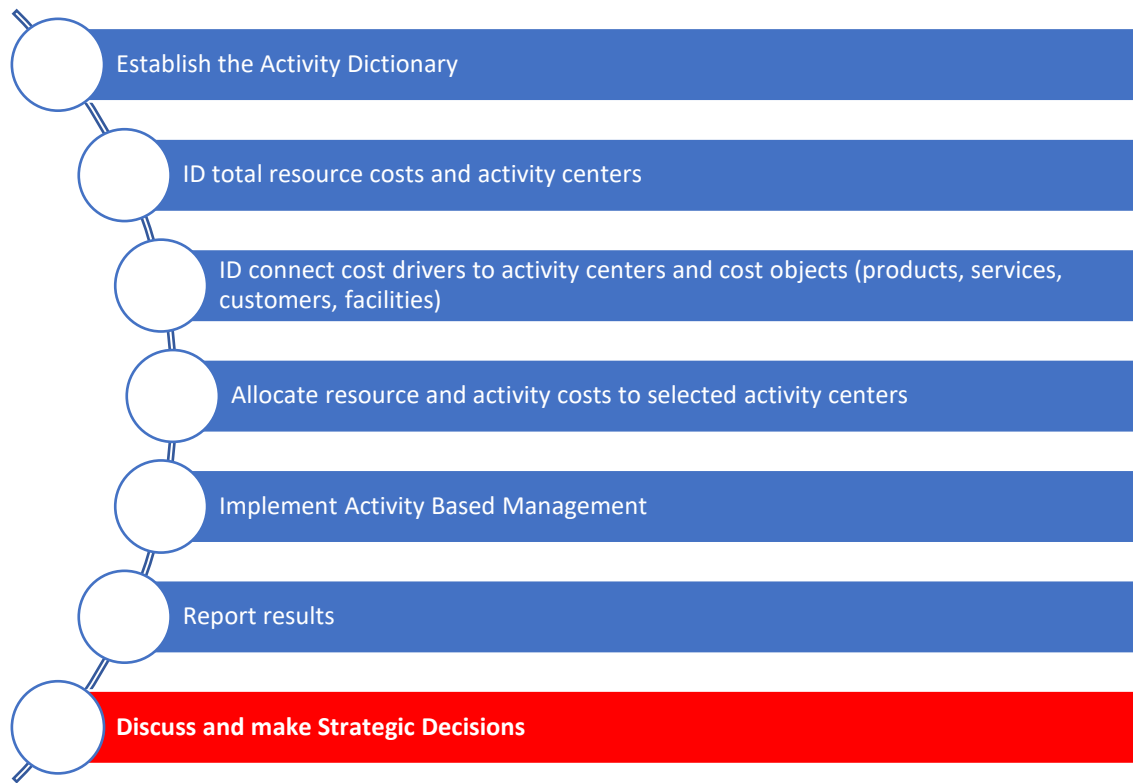 Establish the Activity Dictionary
ID total resource costs and activity centers
ID connect cost drivers to activity centers and cost objects (products, services,
customers, facilities)
Allocate resource and activity costs to selected activity centers
Implement Activity Based Management
Report results
Discuss and make Strategic Decisions